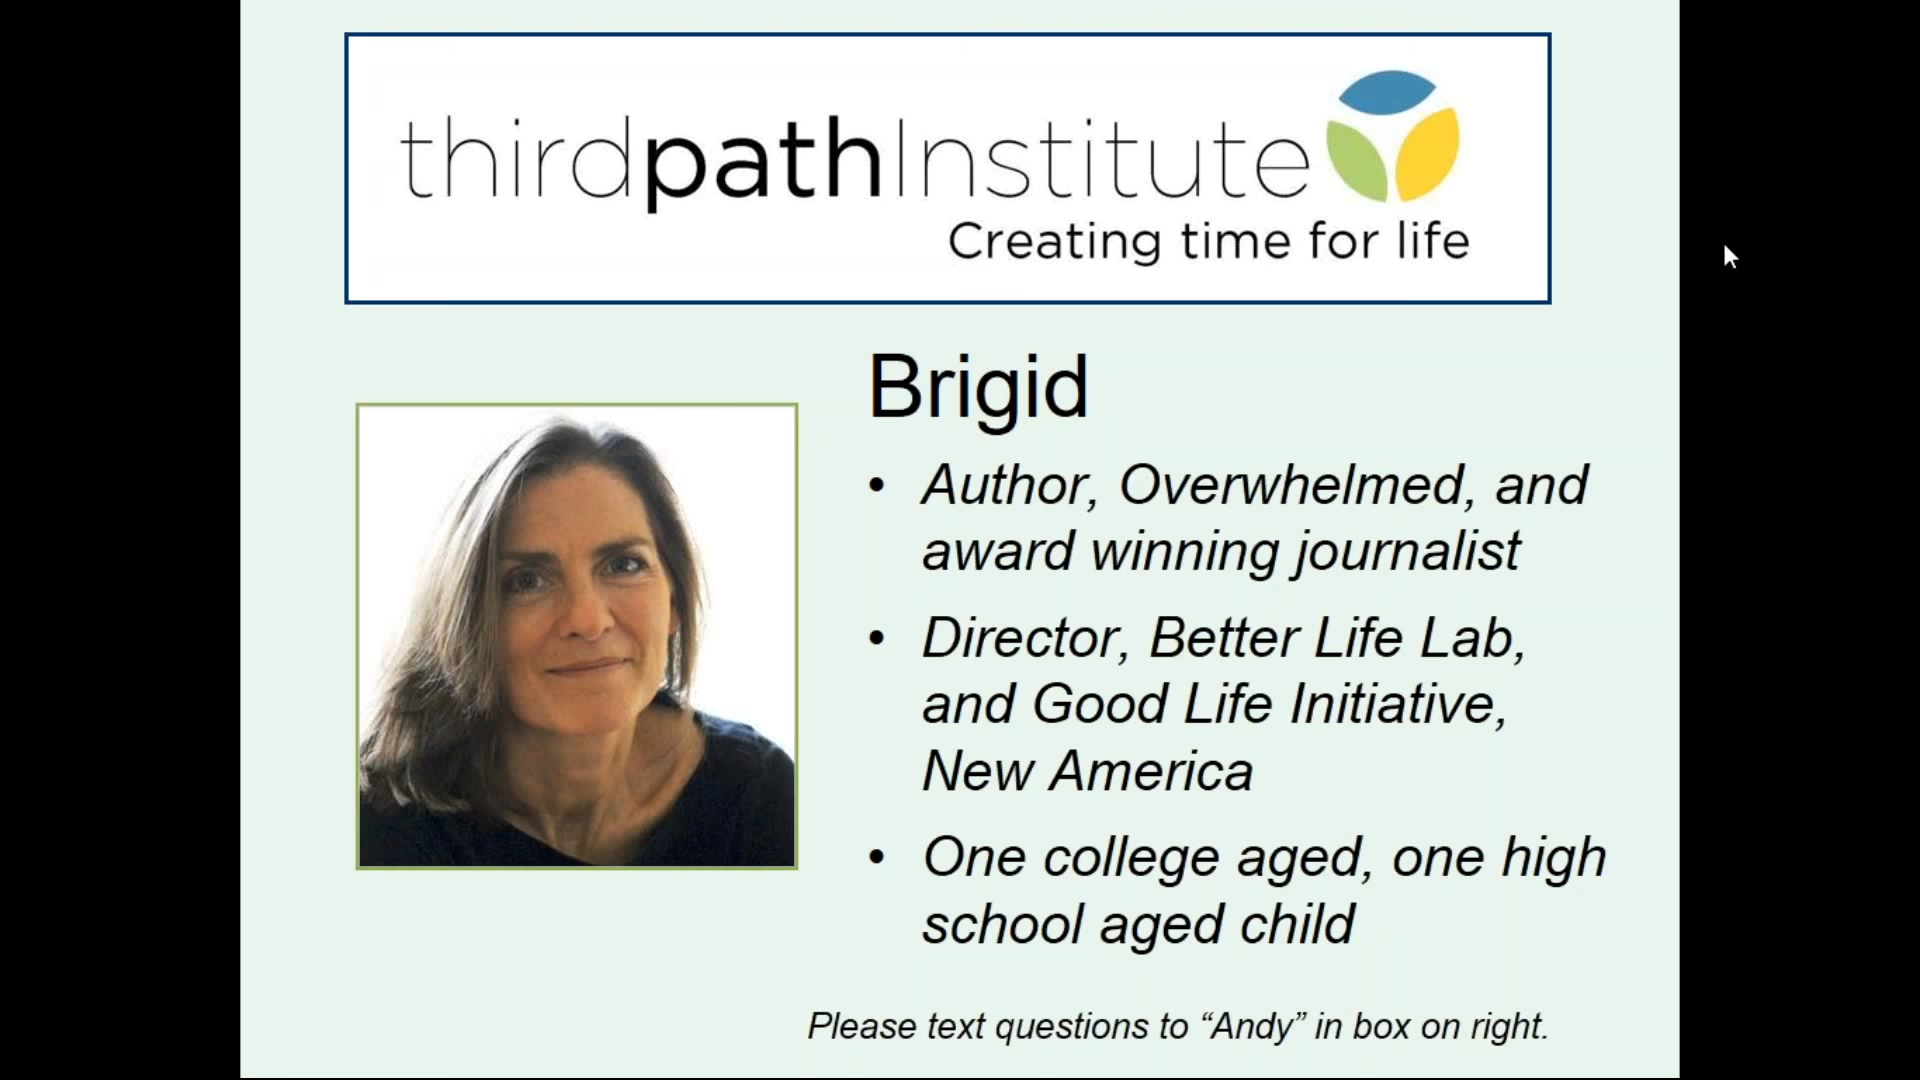 thirdpathInstitute
Creating time for life
Brigid
• Author, Overwhelmed, and
award winning journalist
• Director, Better Life Lab,
and Good Life Initiative,
New America
• One college aged, one high
school aged child
Please text questions to “Andy” in box on right.